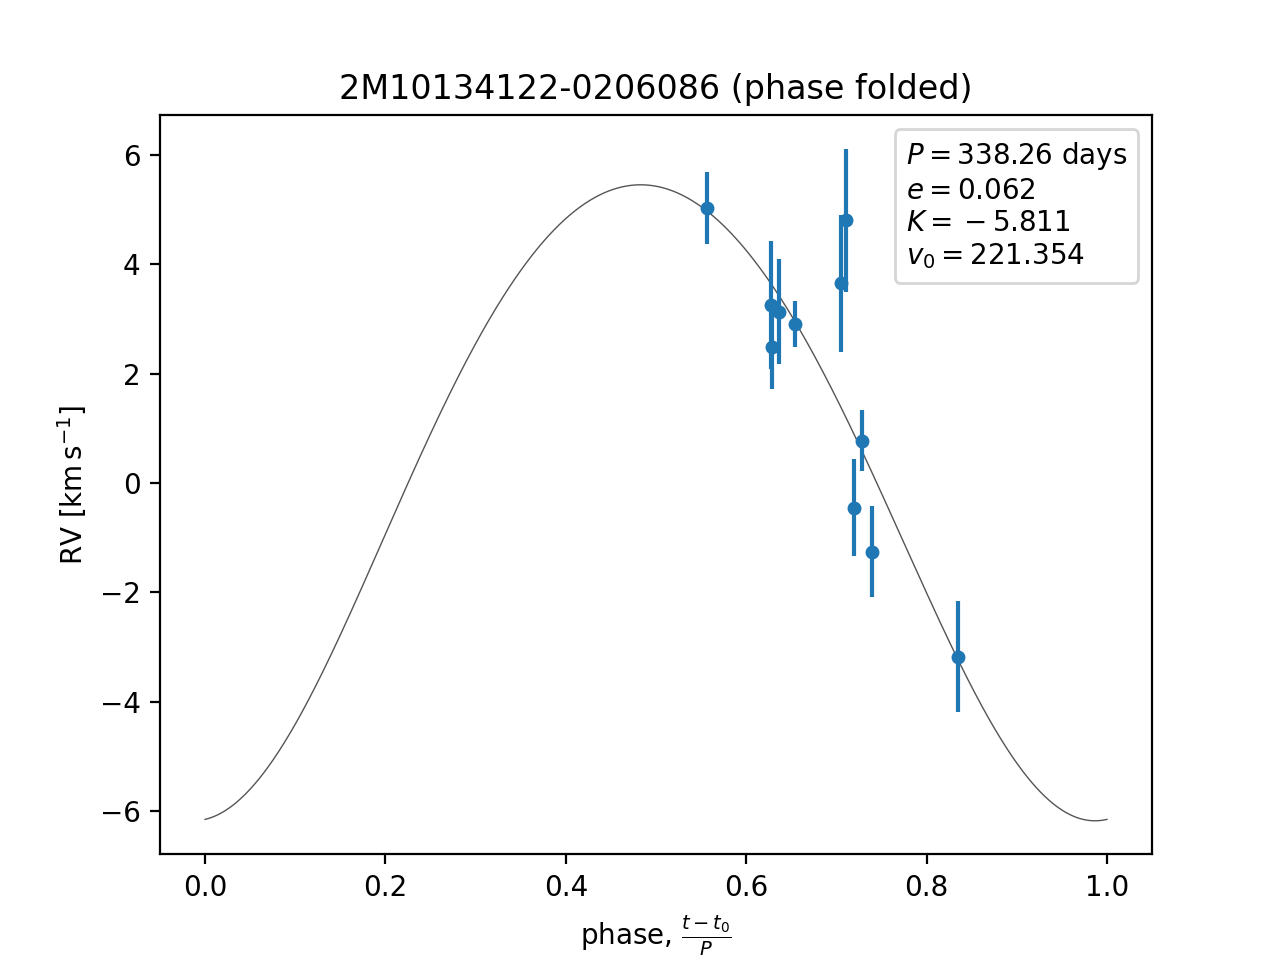 2M10134122-0206086 (phase folded)
P = 338.26 days
e = 0.062
K = −5.811
v₀ = 221.354
6
4
2
0
−2
−4
−6
RV [km s⁻¹]
0.0 0.2 0.4 0.6 0.8 1.0
phase, (t − t₀)/P